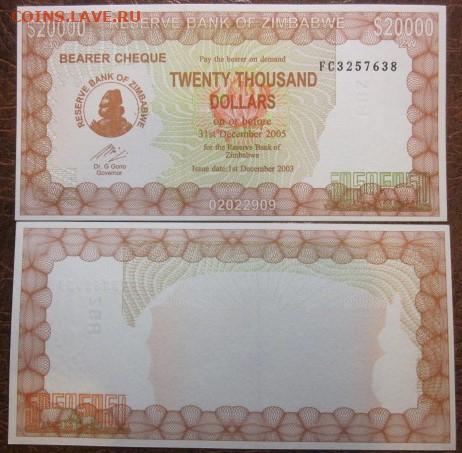 COINS.LAVE.RU
$20000 RESERVE BANK OF ZIMBABWE $20000
BEARER CHEQUE
Pay the bearer on demand
FC3257638
TWENTY THOUSAND
DOLLARS
on or before
31st December 2005
for the Reserve Bank of
Zimbabwe
Issue date:1st December 2003
RESERVE BANK OF ZIMBABWE
Dr. G Gono
Governor
02022909